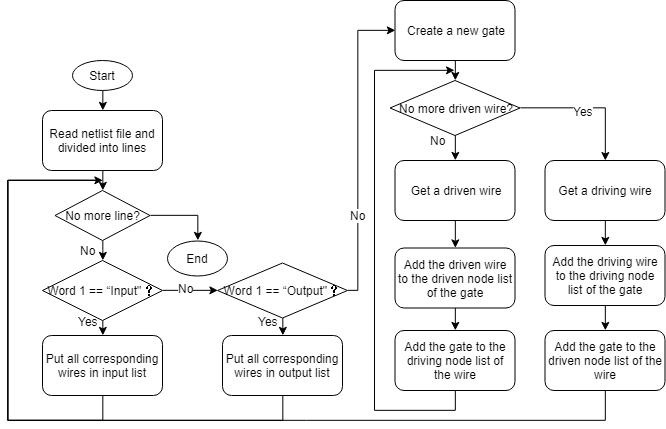 Start
Read netlist file and
divided into lines
No more line?
No
End
Word 1 == “Input” ?
No
Yes
Put all corresponding
wires in input list
Word 1 == “Output” ?
Yes
Put all corresponding
wires in output list
No
Create a new gate
No more driven wire?
Yes
No
Get a driven wire
Add the driven wire
to the driven node list
of the gate
Add the gate to the
driving node list of
the wire
Get a driving wire
Add the driving wire
to the driving node
list of the gate
Add the gate to the
driven node list of the
wire